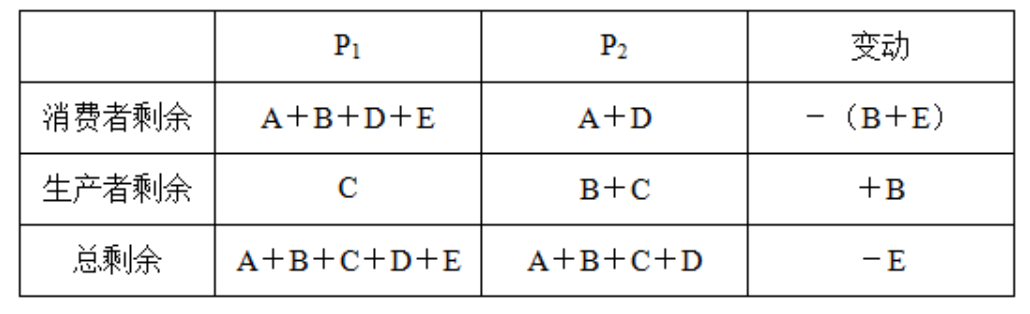 P₁ P₂ 变动
消费者剩余 A＋B＋D＋E A＋D －（B＋E）
生产者剩余 C B＋C ＋B
总剩余 A＋B＋C＋D＋E A＋B＋C＋D －E